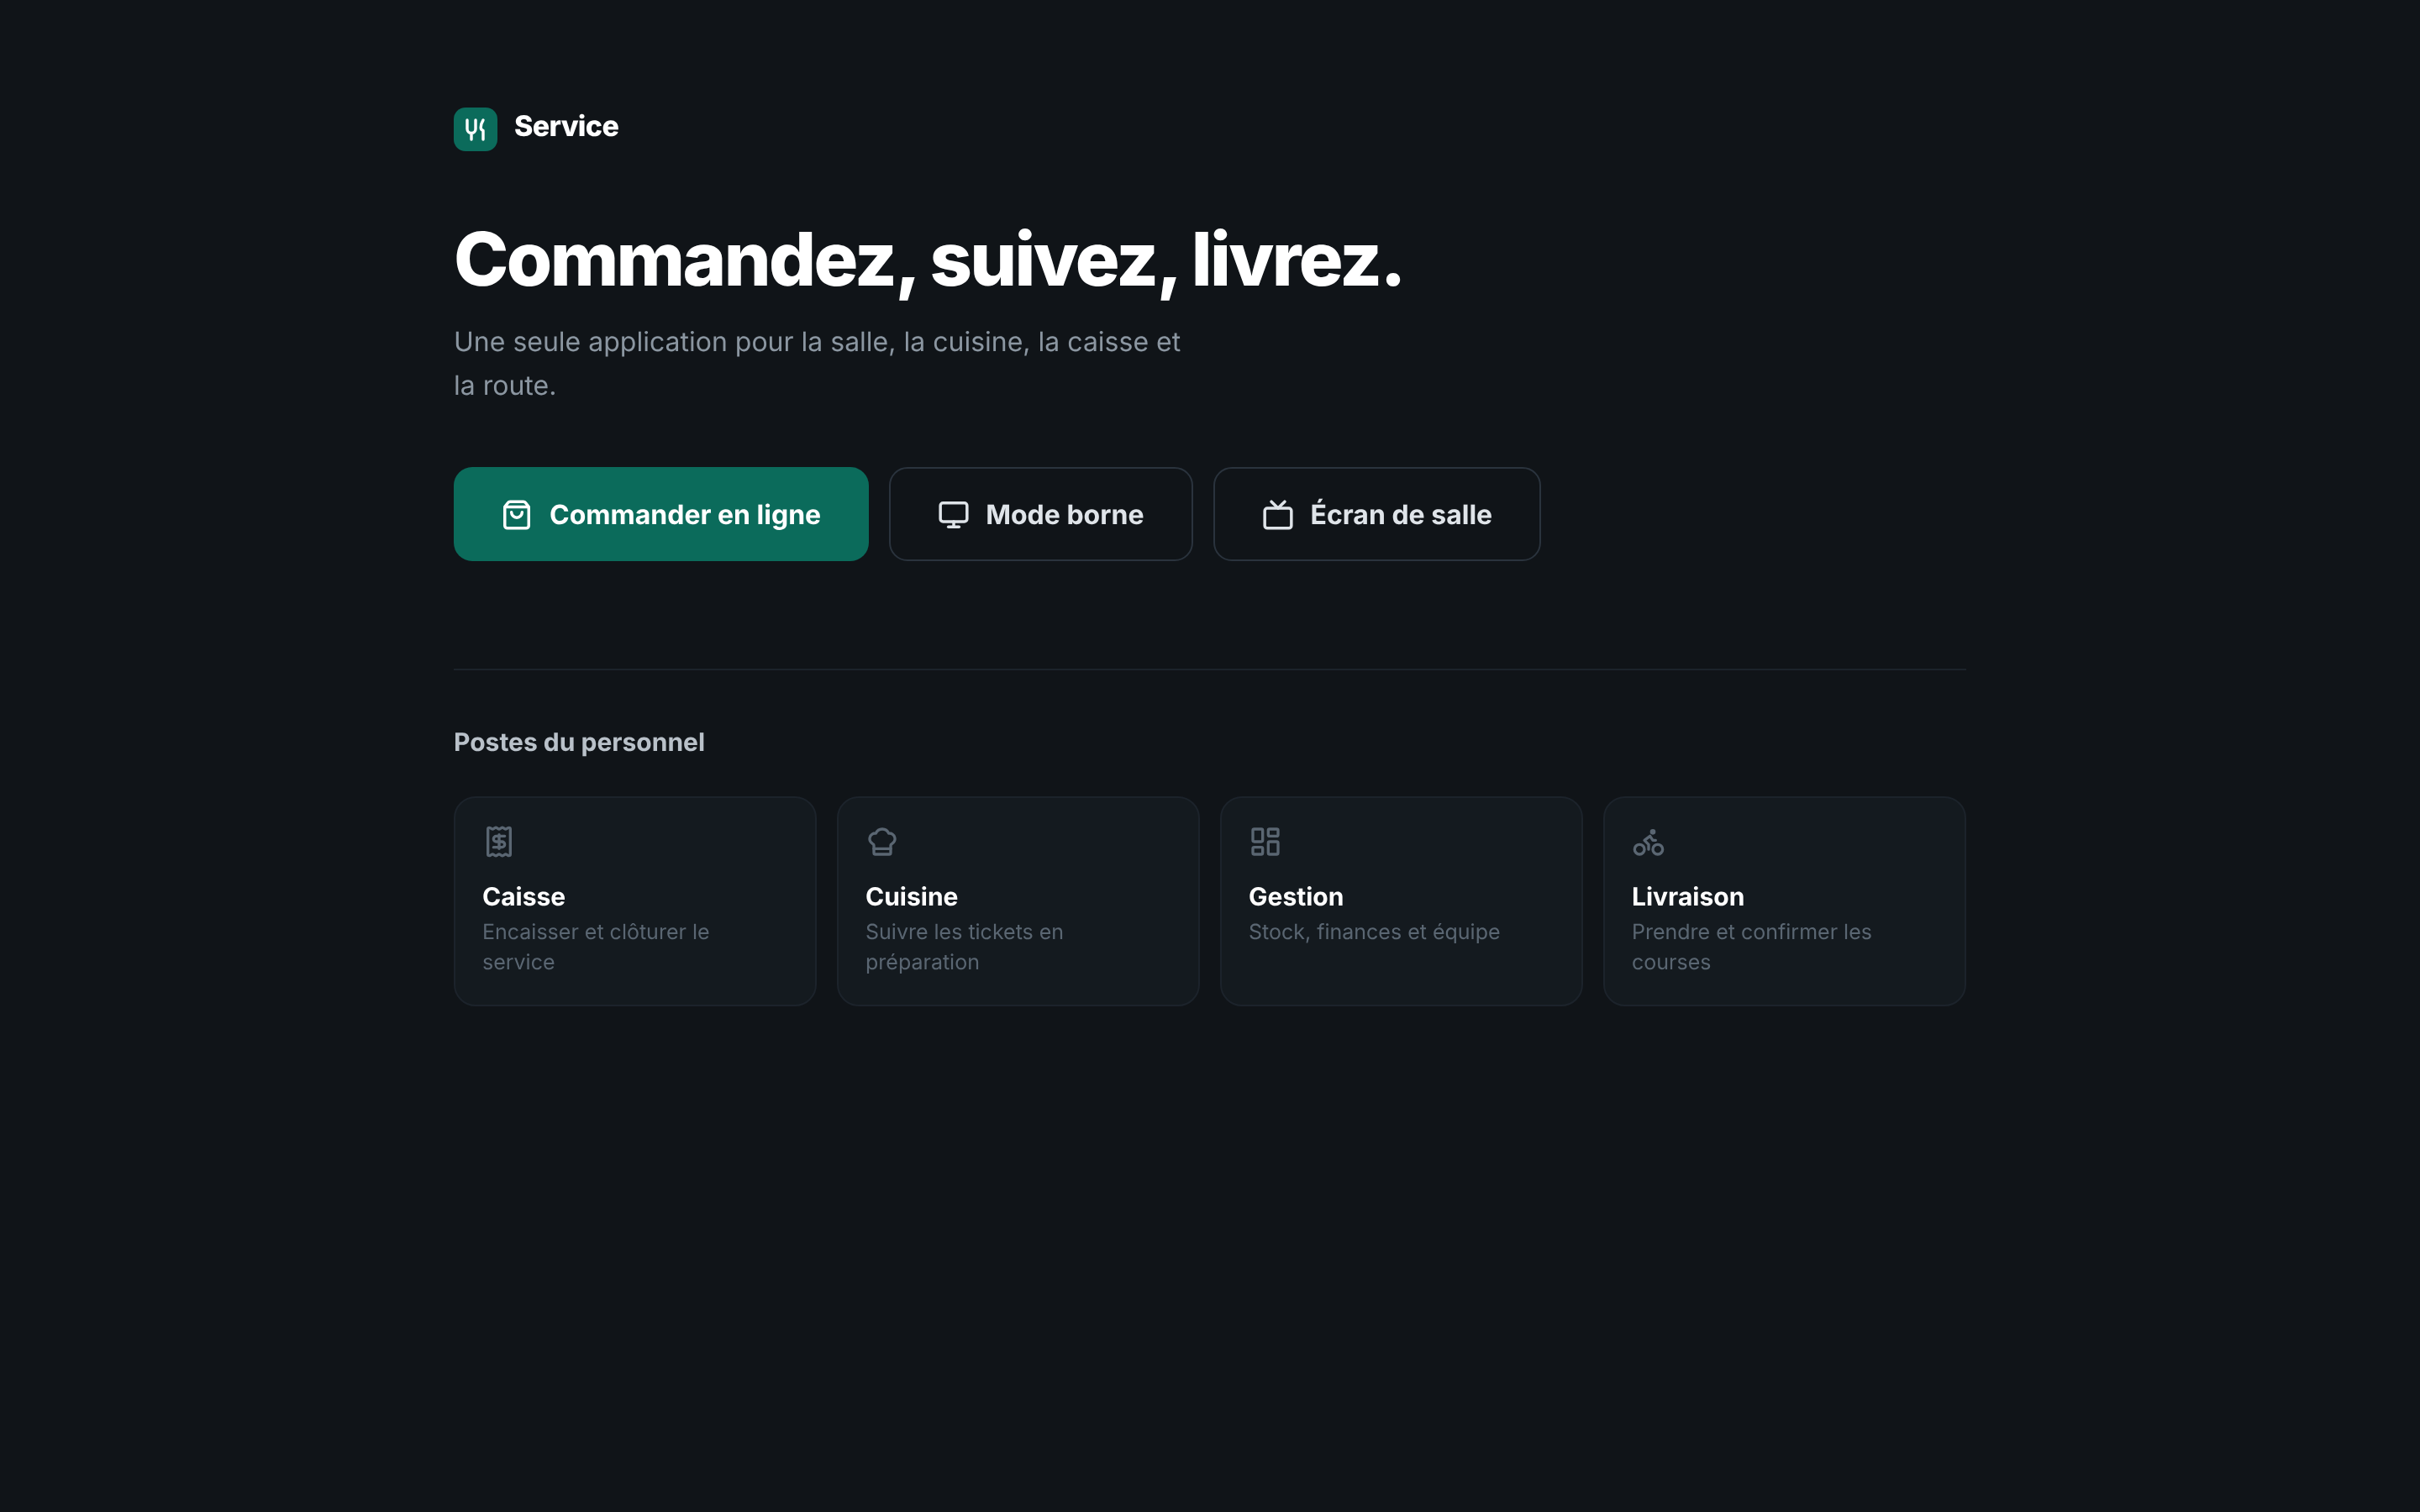 Service
Commandez, suivez, livrez.
Une seule application pour la salle, la cuisine, la caisse et
la route.
Commander en ligne
Mode borne
Écran de salle
Postes du personnel
Caisse
Encaisser et clôturer le
service
Cuisine
Suivre les tickets en
préparation
Gestion
Stock, finances et équipe
Livraison
Prendre et confirmer les
courses